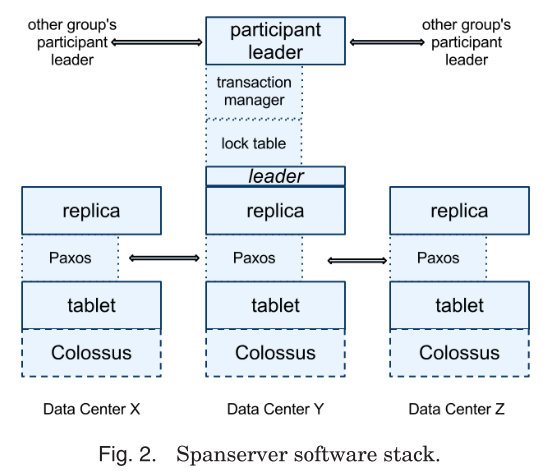 other group's
participant
leader
participant
leader
other group's
participant
leader
transaction
manager
lock table
leader
replica
replica
replica
Paxos
Paxos
Paxos
tablet
tablet
tablet
Colossus
Colossus
Colossus
Data Center X
Data Center Y
Data Center Z
Fig. 2. Spanserver software stack.